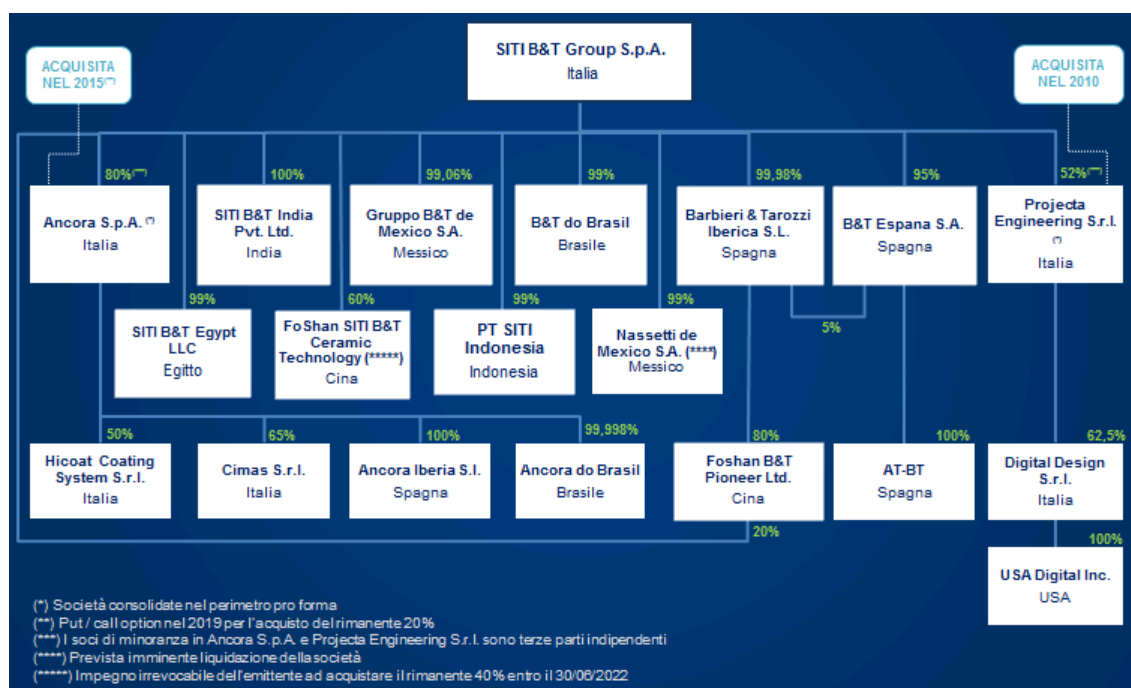 SITI B&T Group S.p.A.
Italia
ACQUISITA
NEL 2015(**)
ACQUISITA
NEL 2010
80%(***)
100%
99,06%
99%
99,98%
95%
52%(***)
Ancora S.p.A. (*)
Italia
SITI B&T India
Pvt. Ltd.
India
Gruppo B&T de
Mexico S.A.
Messico
B&T do Brasil
Brasile
Barbieri & Tarozzi
Iberica S.L.
Spagna
B&T Espana S.A.
Spagna
Projecta
Engineering S.r.l.
(*)
Italia
99%
60%
99%
99%
5%
SITI B&T Egypt
LLC
Egitto
FoShan SITI B&T
Ceramic
Technology (*****)
Cina
PT SITI
Indonesia
Indonesia
Nassetti de
Mexico S.A. (****)
Messico
50%
65%
100%
99,998%
80%
100%
62,5%
Hicoat Coating
System S.r.l.
Italia
Cimas S.r.l.
Italia
Ancora Iberia S.l.
Spagna
Ancora do Brasil
Brasile
Foshan B&T
Pioneer Ltd.
Cina
AT-BT
Spagna
Digital Design
S.r.l.
Italia
20%
100%
USA Digital Inc.
USA
(*) Società consolidate nel perimetro pro forma
(**) Put / call option nel 2019 per l'acquisto del rimanente 20%
(***) I soci di minoranza in Ancora S.p.A. e Projecta Engineering S.r.l. sono terze parti indipendenti
(****) Prevista imminente liquidazione della società
(*****) Impegno irrevocabile dell'emittente ad acquistare il rimanente 40% entro il 30/06/2022